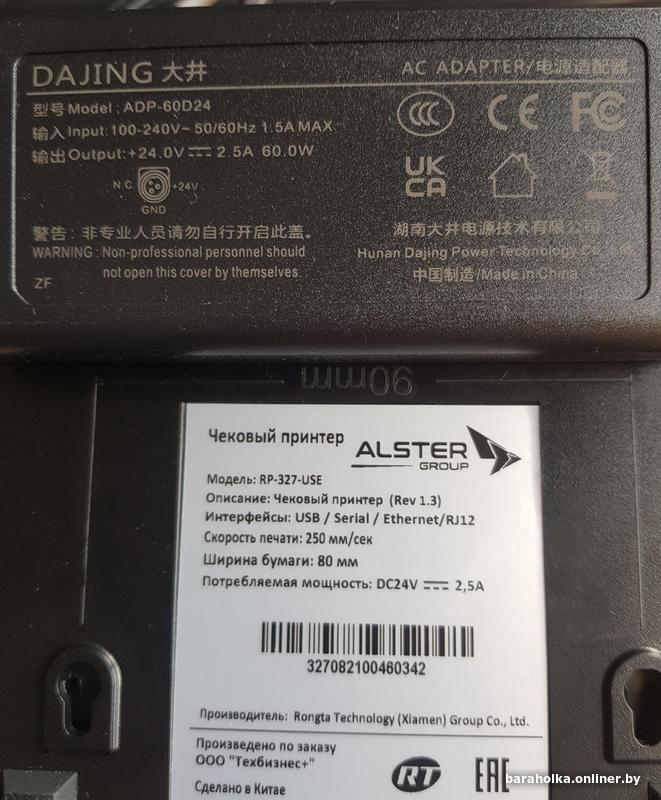 DAJING 大井
AC ADAPTER/电源适配器
型号 Model : ADP-60D24
输入 Input: 100-240V~ 50/60Hz 1.5A MAX
输出 Output: +24.0V⎓ 2.5A 60.0W
N.C. +24V
GND
CCC CE FC
UK
CA
警告：非专业人员请勿自行开启此盖。
WARNING : Non-professional personnel should
not open this cover by themselves
ZF
湖南大井电源技术有限公司
Hunan Dajing Power Technology Co.,Ltd
中国制造/Made in China
90mm
Чековый принтер
ALSTER
GROUP
Модель: RP-327-USE
Описание: Чековый принтер (Rev 1.3)
Интерфейсы: USB / Serial / Ethernet/RJ12
Скорость печати: 250 мм/сек
Ширина бумаги: 80 мм
Потребляемая мощность: DC24V ⎓ 2,5A
327082100460342
Производитель: Rongta Technology (Xiamen) Group Co., Ltd.
Произведено по заказу
ООО "Техбизнес+"
Сделано в Китае
RT
EAC
baraholka.onliner.by